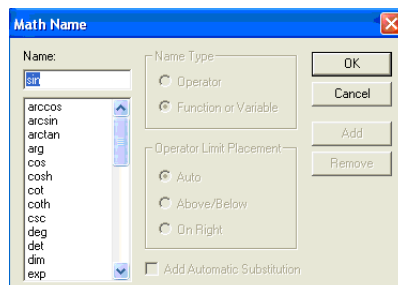 Math Name
Name:
sin
arccos
arcsin
arctan
arg
cos
cosh
cot
coth
csc
deg
det
dim
exp
Name Type
Operator
Function or Variable
Operator Limit Placement
Auto
Above/Below
On Right
Add Automatic Substitution
OK
Cancel
Add
Remove